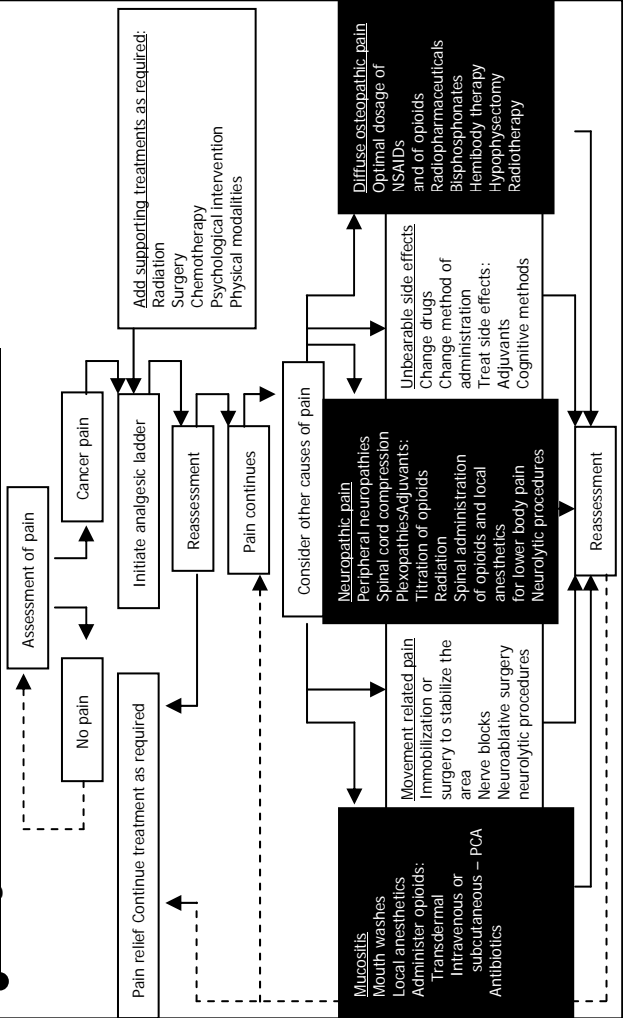 Assessment of pain
No pain
Cancer pain
Initiate analgesic ladder
Add supporting treatments as required:
Radiation
Surgery
Chemotherapy
Psychological intervention
Physical modalities
Reassessment
Pain relief Continue treatment as required
Pain continues
Consider other causes of pain
Mucositis
Mouth washes
Local anesthetics
Administer opioids:
Transdermal
Intravenous or
subcutaneous – PCA
Antibiotics
Movement related pain
Immobilization or
surgery to stabilize the
area
Nerve blocks
Neuroablative surgery
neurolytic procedures
Neuropathic pain
Peripheral neuropathies
Spinal cord compression
PlexopathiesAdjuvants:
Titration of opioids
Radiation
Spinal administration
of opioids and local
anesthetics
for lower body pain
Neurolytic procedures
Unbearable side effects
Change drugs
Change method of
administration
Treat side effects:
Adjuvants
Cognitive methods
Diffuse osteopathic pain
Optimal dosage of
NSAIDs
and of opioids
Radiopharmaceuticals
Bisphosphonates
Hemibody therapy
Hypophysectomy
Radiotherapy
Reassessment